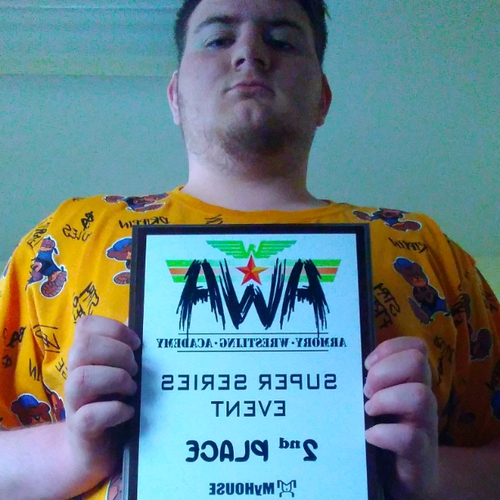 AWA
ARMORY · WRESTLING · ACADEMY
SUPER SERIES
EVENT
2nd PLACE
MyHOUSE